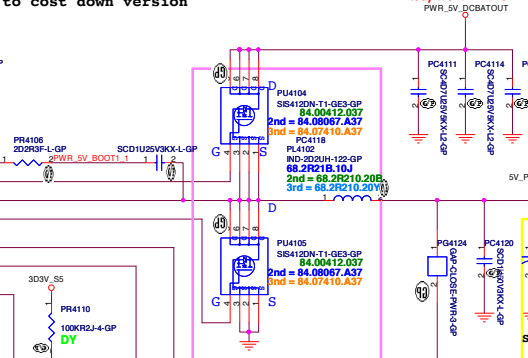 to cost down version
PWR_5V_DCBATOUT
PC4111
PC4114
PU4104
SIS412DN-T1-GE3-GP
84.00412.037
2nd = 84.08067.A37
3rd = 84.07410.A37
D
G
S
PC4118
PL4102
IND-2D2UH-122-GP
68.2R21B.10J
2nd = 68.2R210.20B
3rd = 68.2R210.20Y
PR4106
2D2R3F-L-GP
SCD1U25V3KX-L-GP
PWR_5V_BOOT1_1
5V_P
D
PU4105
SIS412DN-T1-GE3-GP
84.00412.037
2nd = 84.08067.A37
3rd = 84.07410.A37
G
S
PG4124
GAP-CLOSE-PWR-3-GP
PC4120
3D3V_S5
PR4110
100KR2J-4-GP
DY